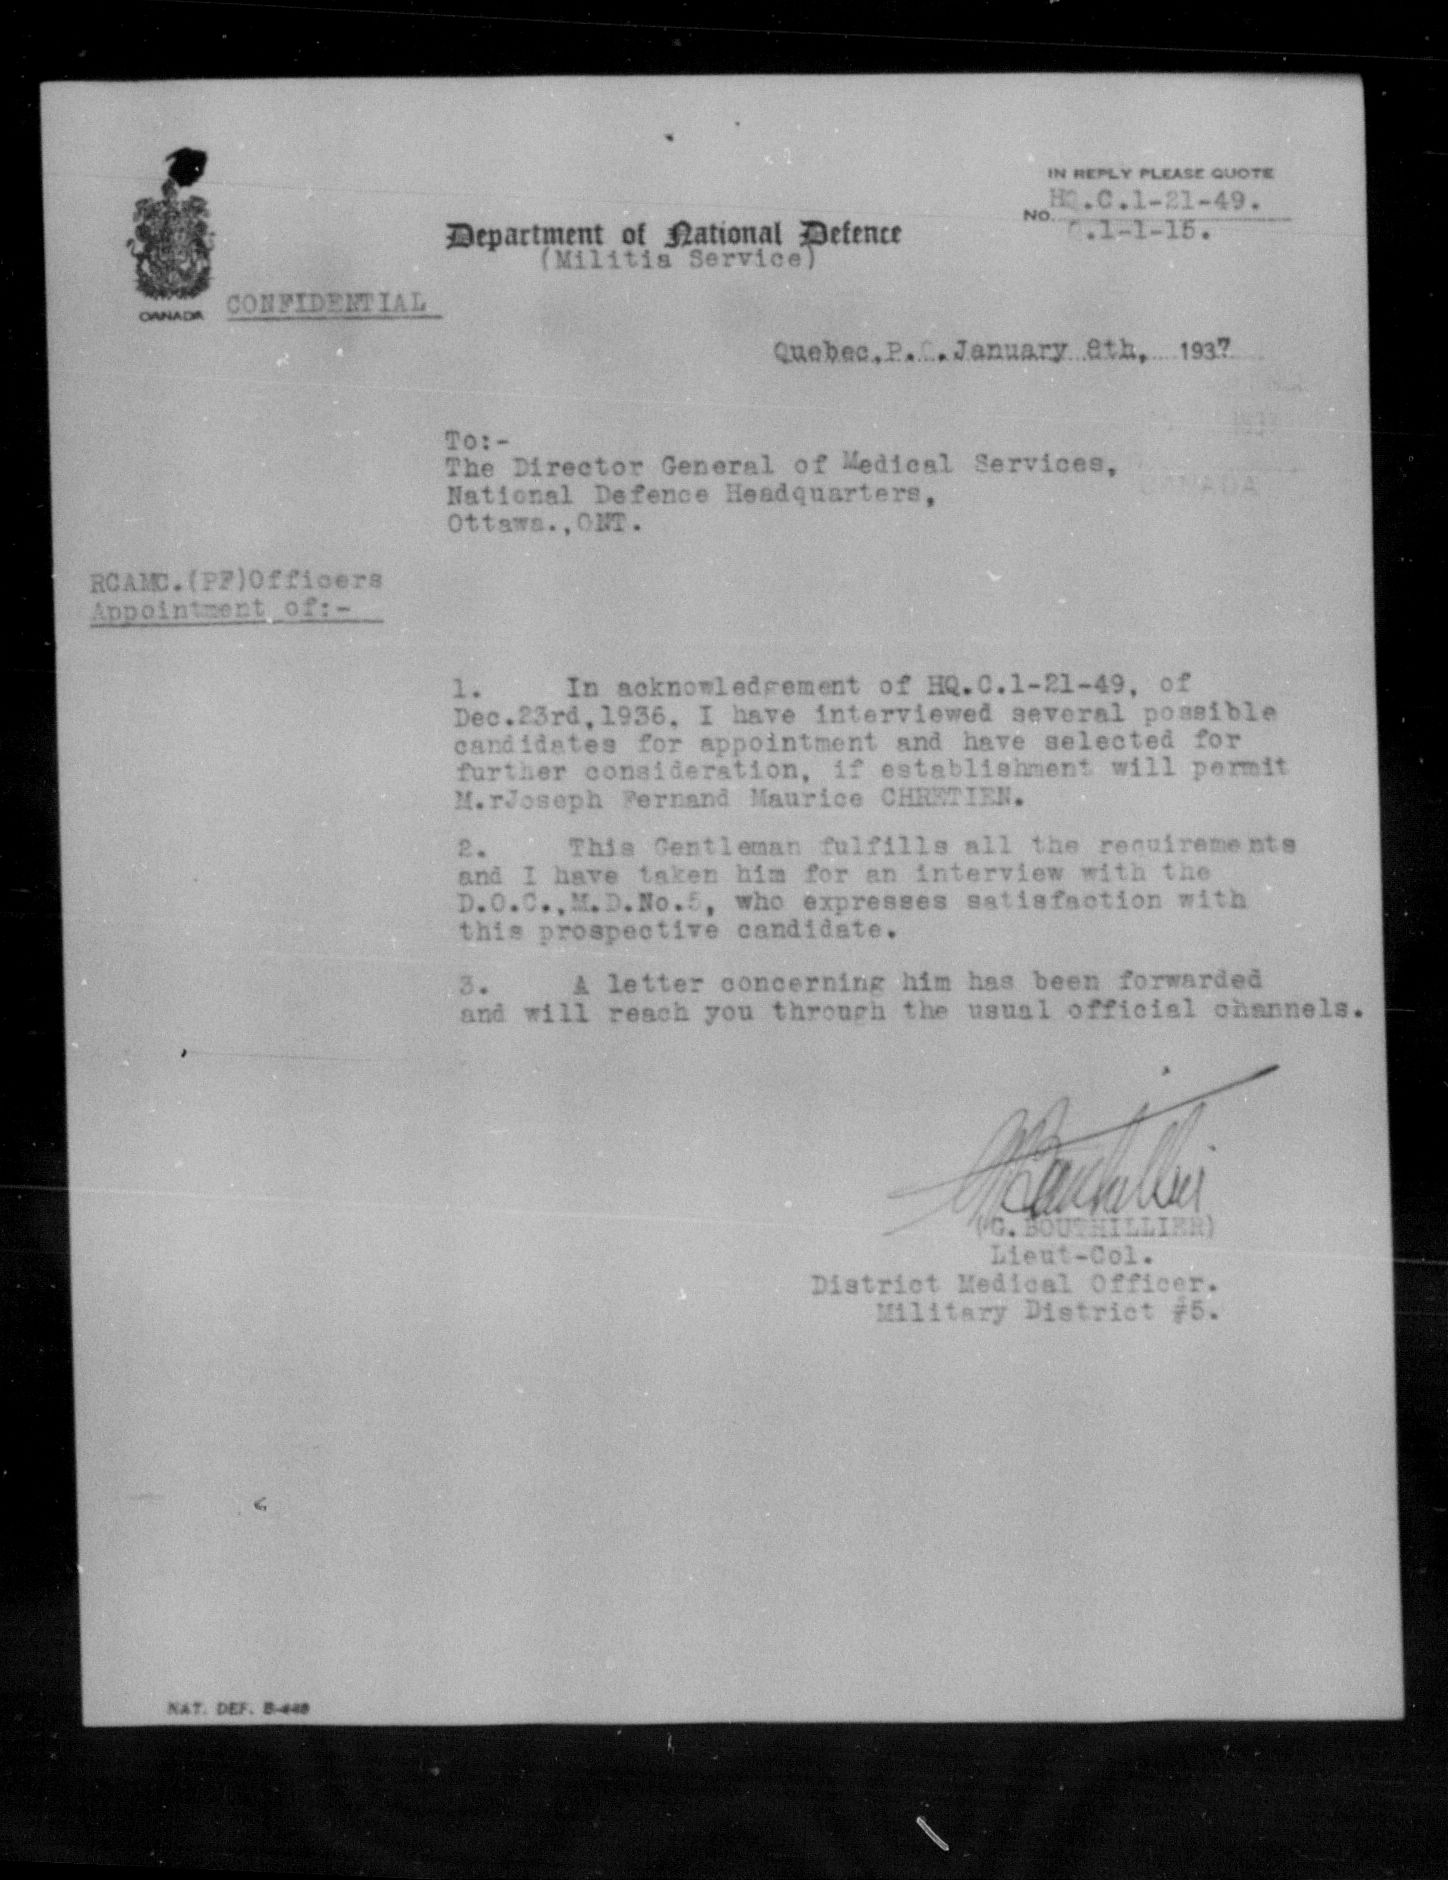 IN REPLY PLEASE QUOTE
HQ.C.1-21-49.
NO.
.1-1-15.
Department of National Defence
(Militia Service)
CANADA
CONFIDENTIAL
Quebec,P. . January 8th, 1937
To:-
The Director General of Medical Services,
National Defence Headquarters,
Ottawa.,ONT.
RCAMC.(PF)Officers
Appointment of:-
1. In acknowledgement of HQ.C.1-21-49, of
Dec.23rd,1936, I have interviewed several possible
candidates for appointment and have selected for
further consideration, if establishment will permit
M.rJoseph Fernand Maurice CHRETIEN.
2. This Gentleman fulfills all the requirements
and I have taken him for an interview with the
D.O.C.,M.D.No.5, who expresses satisfaction with
this prospective candidate.
3. A letter concerning him has been forwarded
and will reach you through the usual official channels.
(G. BOUTHILLIER)
Lieut-Col.
District Medical Officer.
Military District #5.
NAT. DEF. B-448